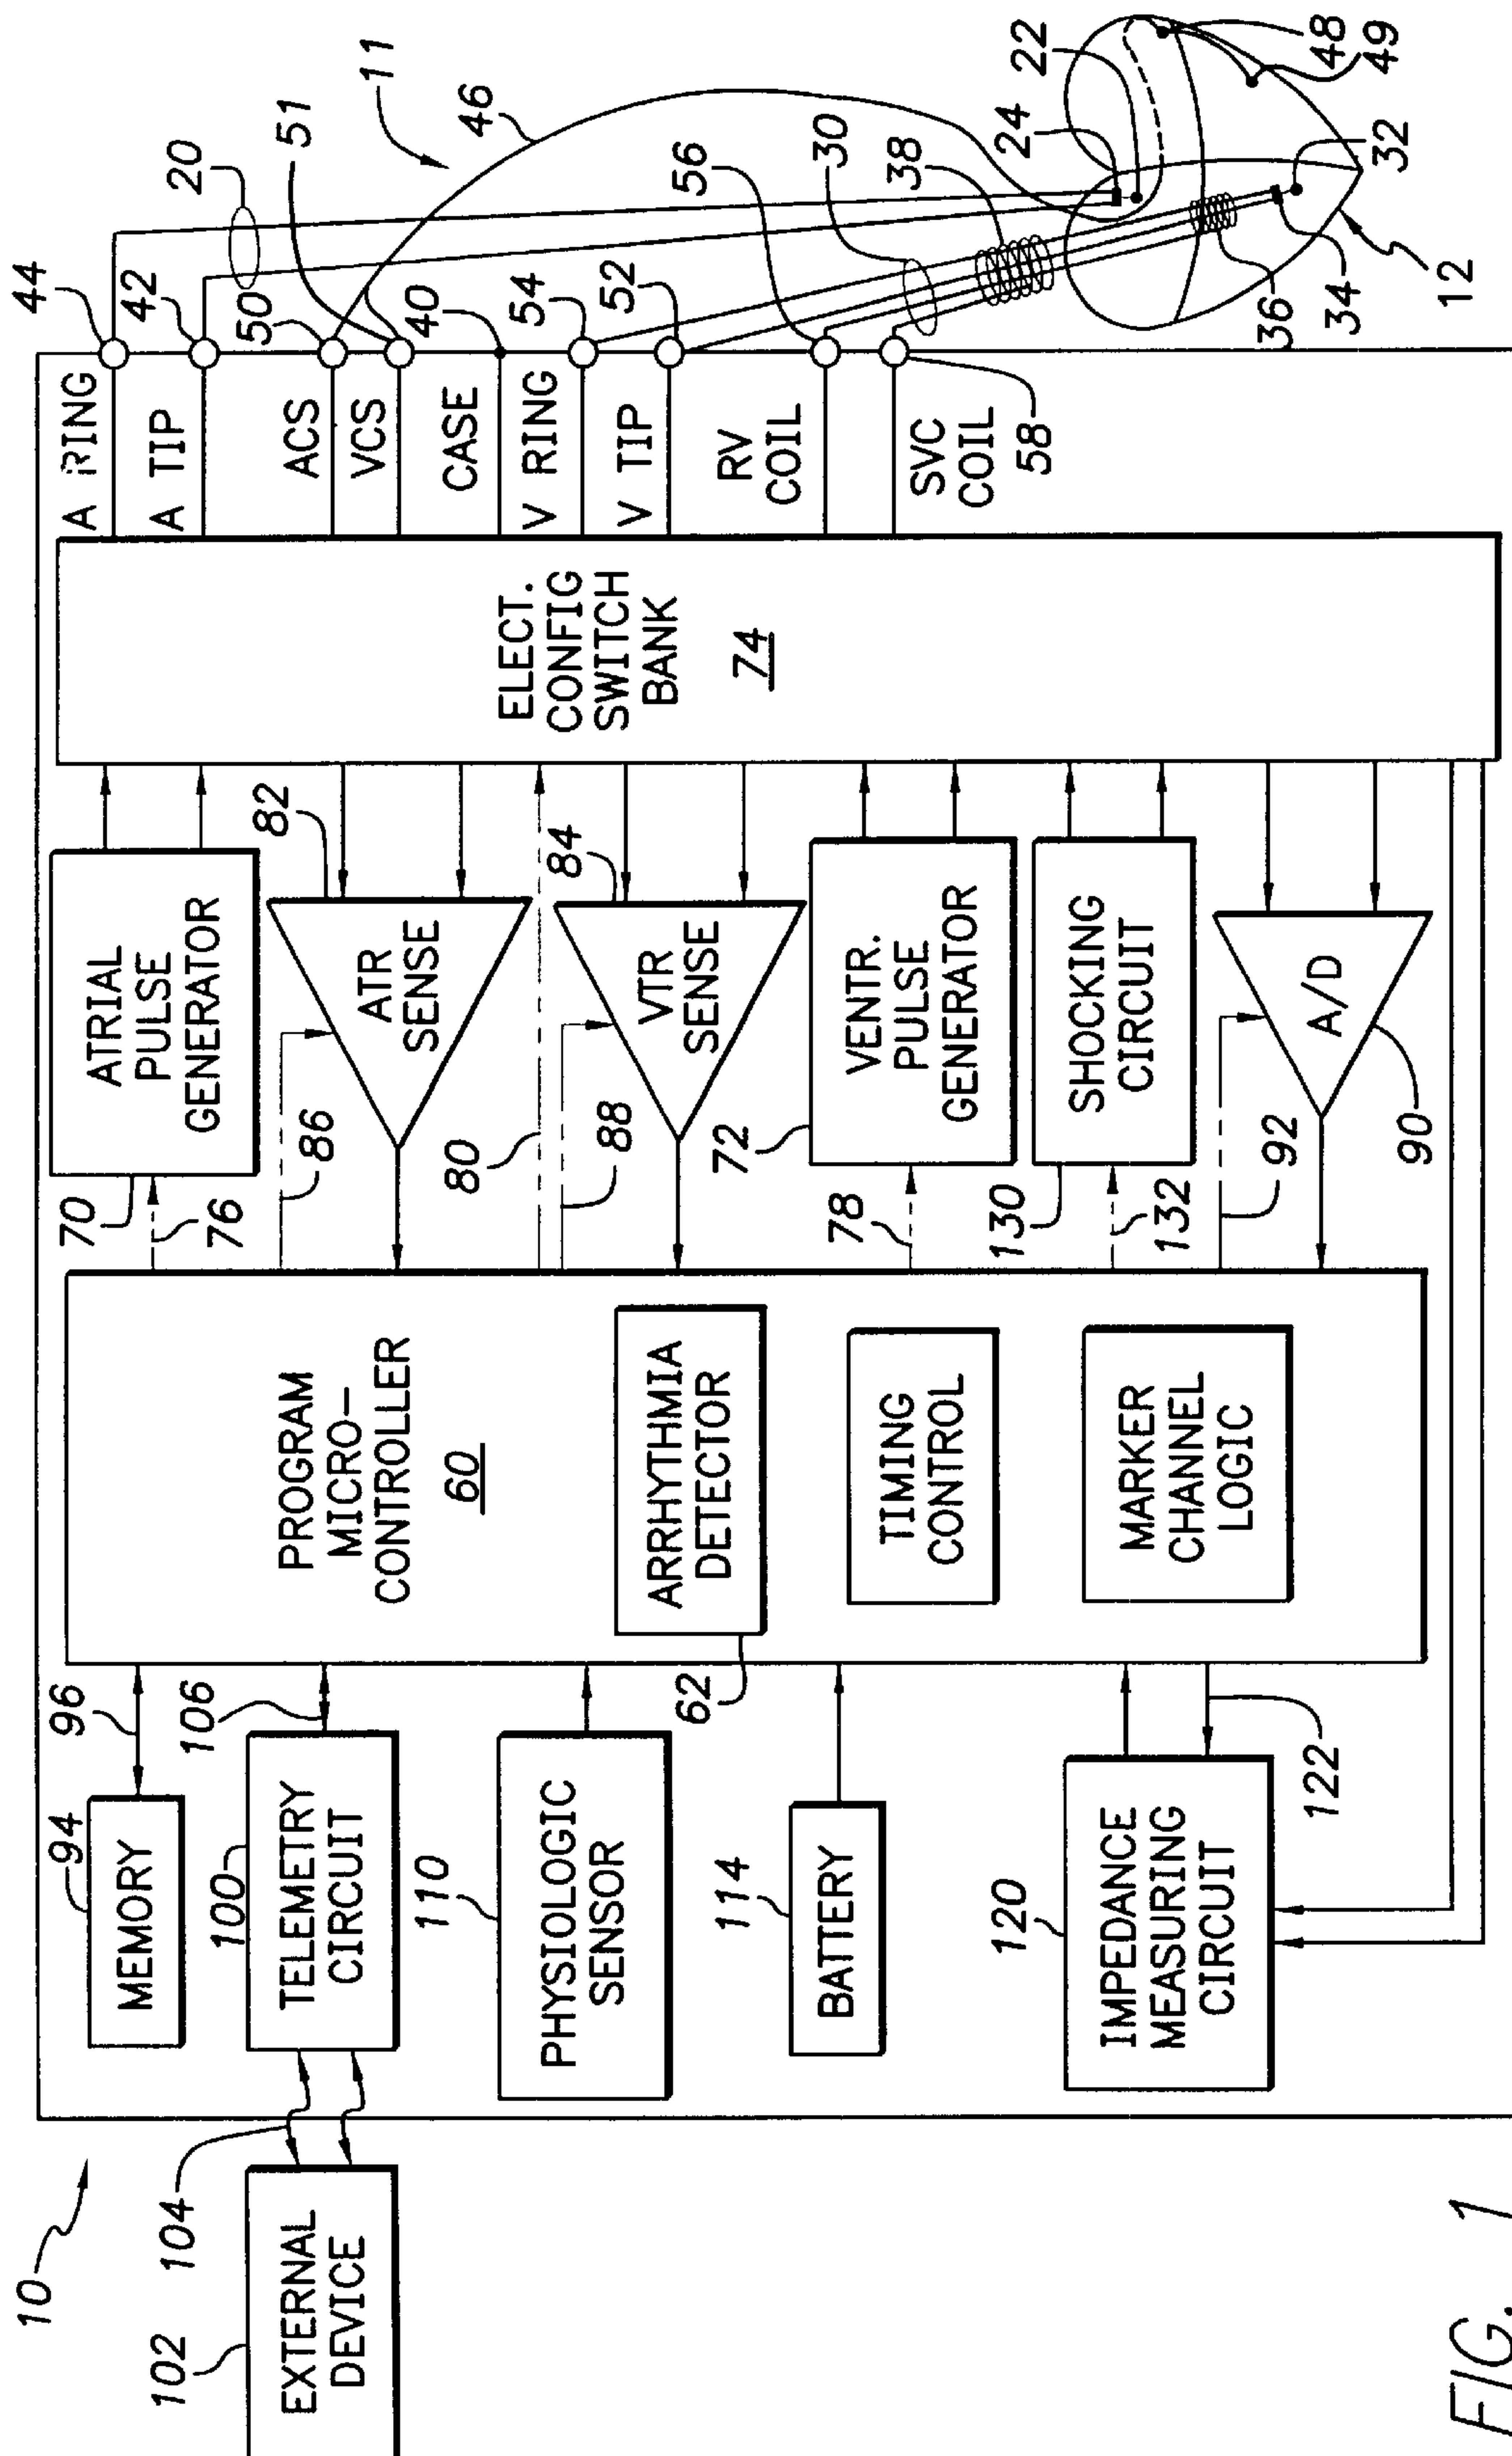 10
102
EXTERNAL
DEVICE
104
94
MEMORY
96
100
TELEMETRY
CIRCUIT
106
110
PHYSIOLOGIC
SENSOR
114
BATTERY
120
IMPEDANCE
MEASURING
CIRCUIT
122
PROGRAM
MICRO–
CONTROLLER
60
ARRHYTHMIA
DETECTOR
62
TIMING
CONTROL
MARKER
CHANNEL
LOGIC
70
76
86
80
88
72
78
130
132
92
90
ATRIAL
PULSE
GENERATOR
82
ATR
SENSE
84
VTR
SENSE
VENTR.
PULSE
GENERATOR
SHOCKING
CIRCUIT
A/D
ELECT.
CONFIG
SWITCH
BANK
74
A RING
A TIP
ACS
VCS
CASE
V RING
V TIP
RV
COIL
SVC
COIL
58
44
42
50
51
40
54
52
56
20
46
11
30
38
24
22
36
34
12
32
48
49
FIG. 1